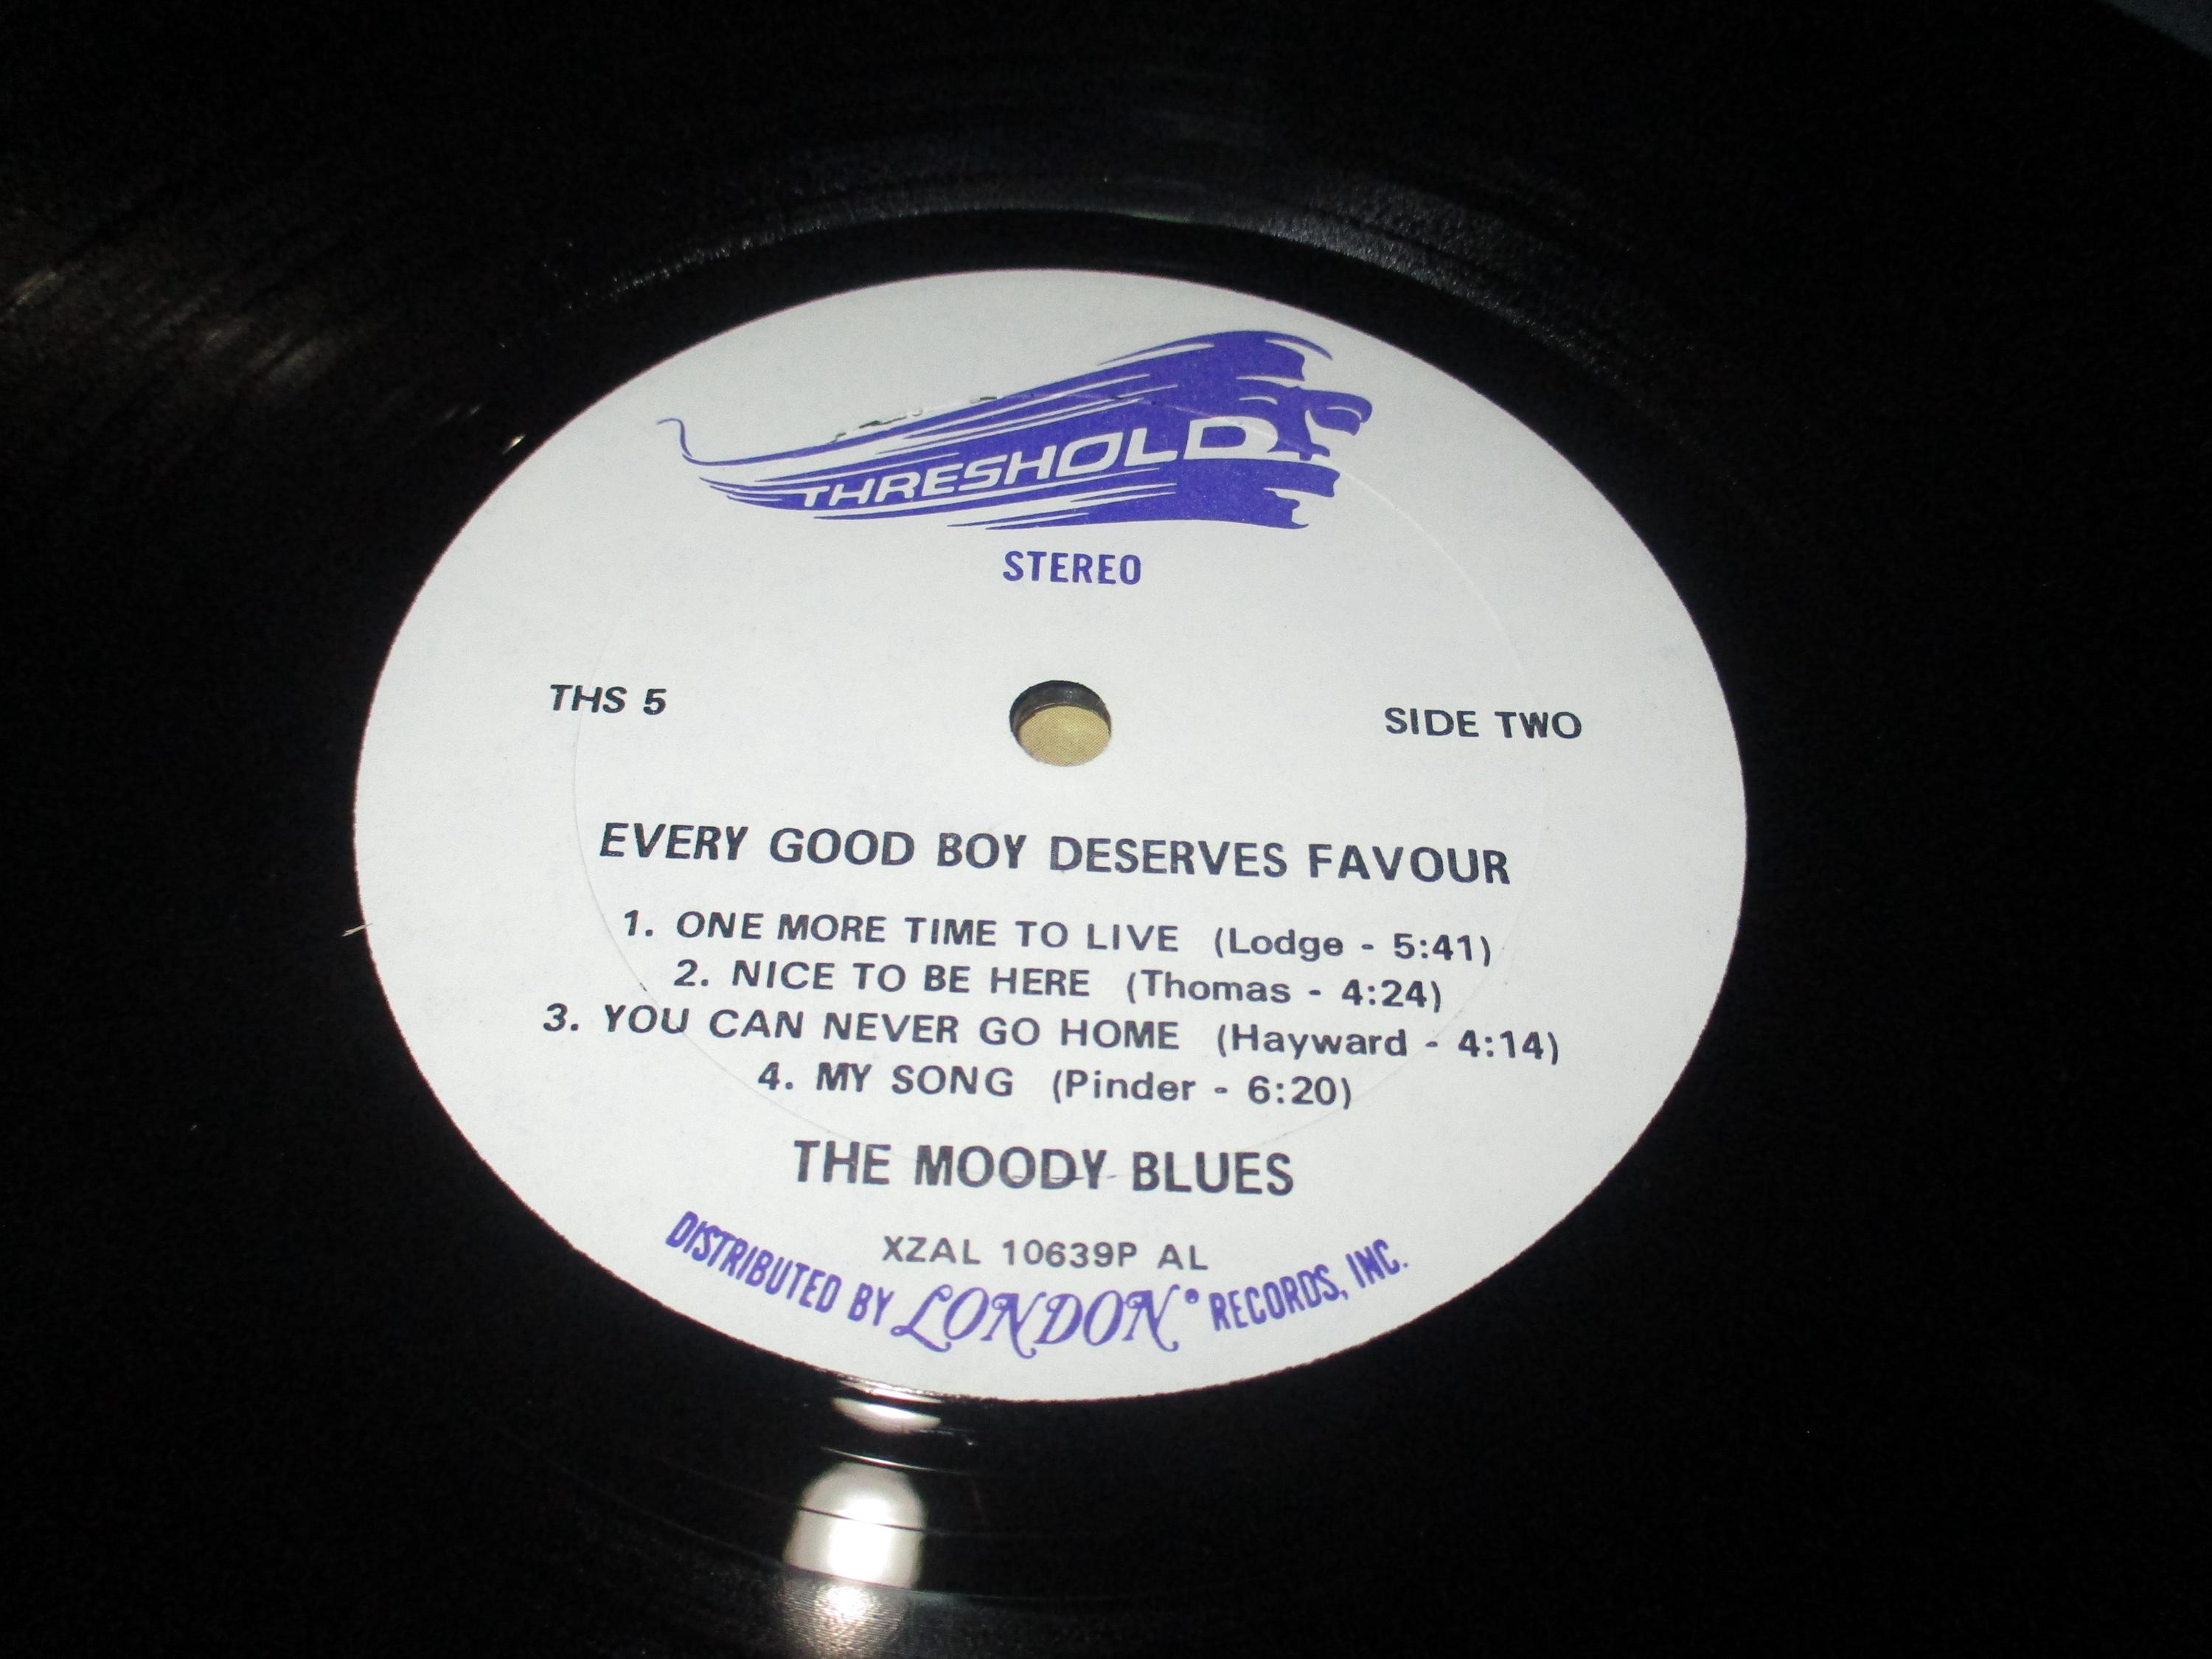 THRESHOLD
STEREO
THS 5
SIDE TWO
EVERY GOOD BOY DESERVES FAVOUR
1. ONE MORE TIME TO LIVE (Lodge - 5:41)
2. NICE TO BE HERE (Thomas - 4:24)
3. YOU CAN NEVER GO HOME (Hayward - 4:14)
4. MY SONG (Pinder - 6:20)
THE MOODY BLUES
XZAL 10639P AL
DISTRIBUTED BY LONDON® RECORDS, INC.